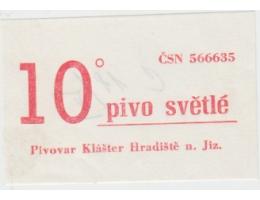 ČSN 566635
10° pivo světlé
Pivovar Klášter Hradiště n. Jiz.